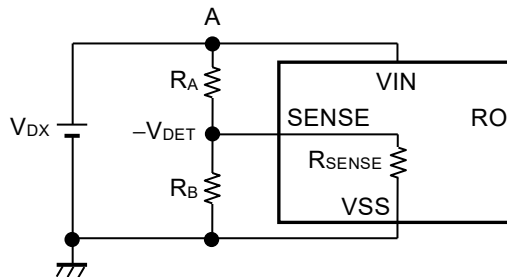 A
RA
VIN
SENSE
RO
VDX
–VDET
RSENSE
RB
VSS